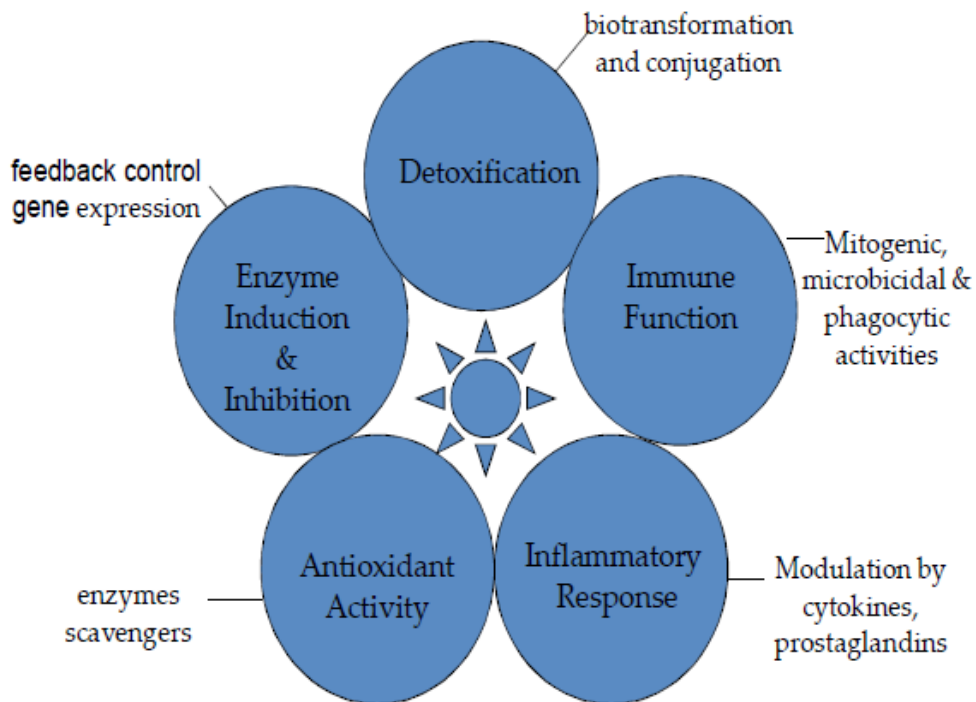 biotransformation
and conjugation
Detoxification
feedback control
gene expression
Enzyme
Induction
&
Inhibition
Immune
Function
Mitogenic,
microbicidal &
phagocytic
activities
Antioxidant
Activity
enzymes
scavengers
Inflammatory
Response
Modulation by
cytokines,
prostaglandins